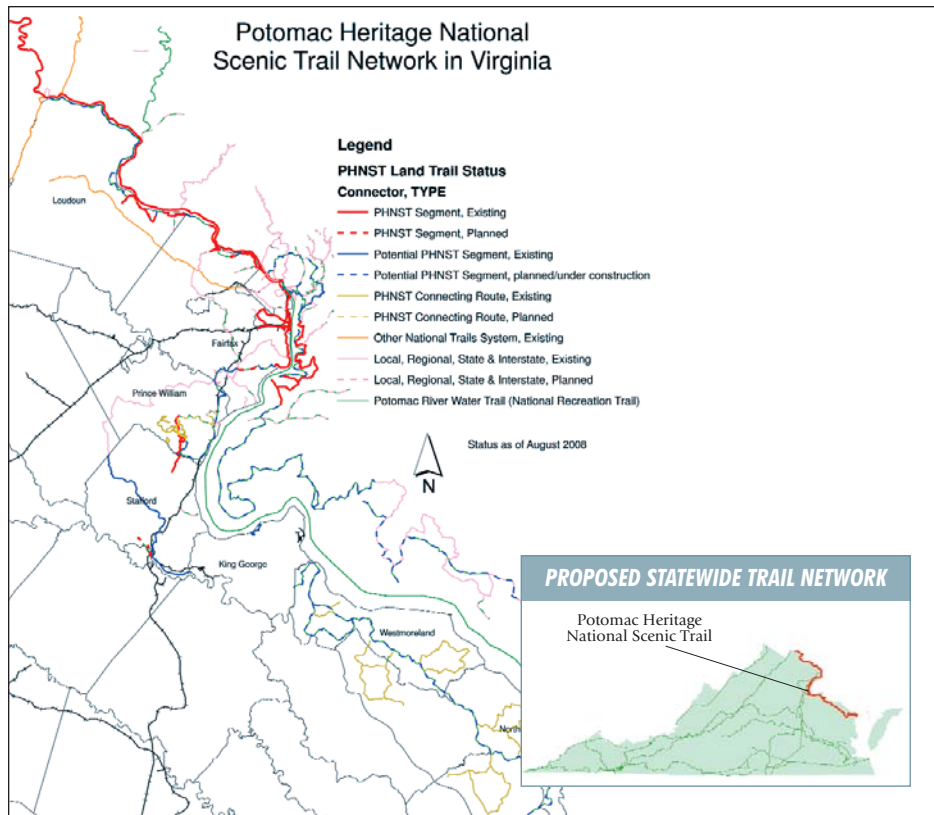 Potomac Heritage National
Scenic Trail Network in Virginia
Legend
PHNST Land Trail Status
Connector, TYPE
PHNST Segment, Existing
PHNST Segment, Planned
Potential PHNST Segment, Existing
Potential PHNST Segment, planned/under construction
PHNST Connecting Route, Existing
PHNST Connecting Route, Planned
Other National Trails System, Existing
Local, Regional, State & Interstate, Existing
Local, Regional, State & Interstate, Planned
Potomac River Water Trail (National Recreation Trail)
Status as of August 2008
N
Loudoun
Fairfax
Prince William
Stafford
King George
Westmoreland
North
PROPOSED STATEWIDE TRAIL NETWORK
Potomac Heritage
National Scenic Trail